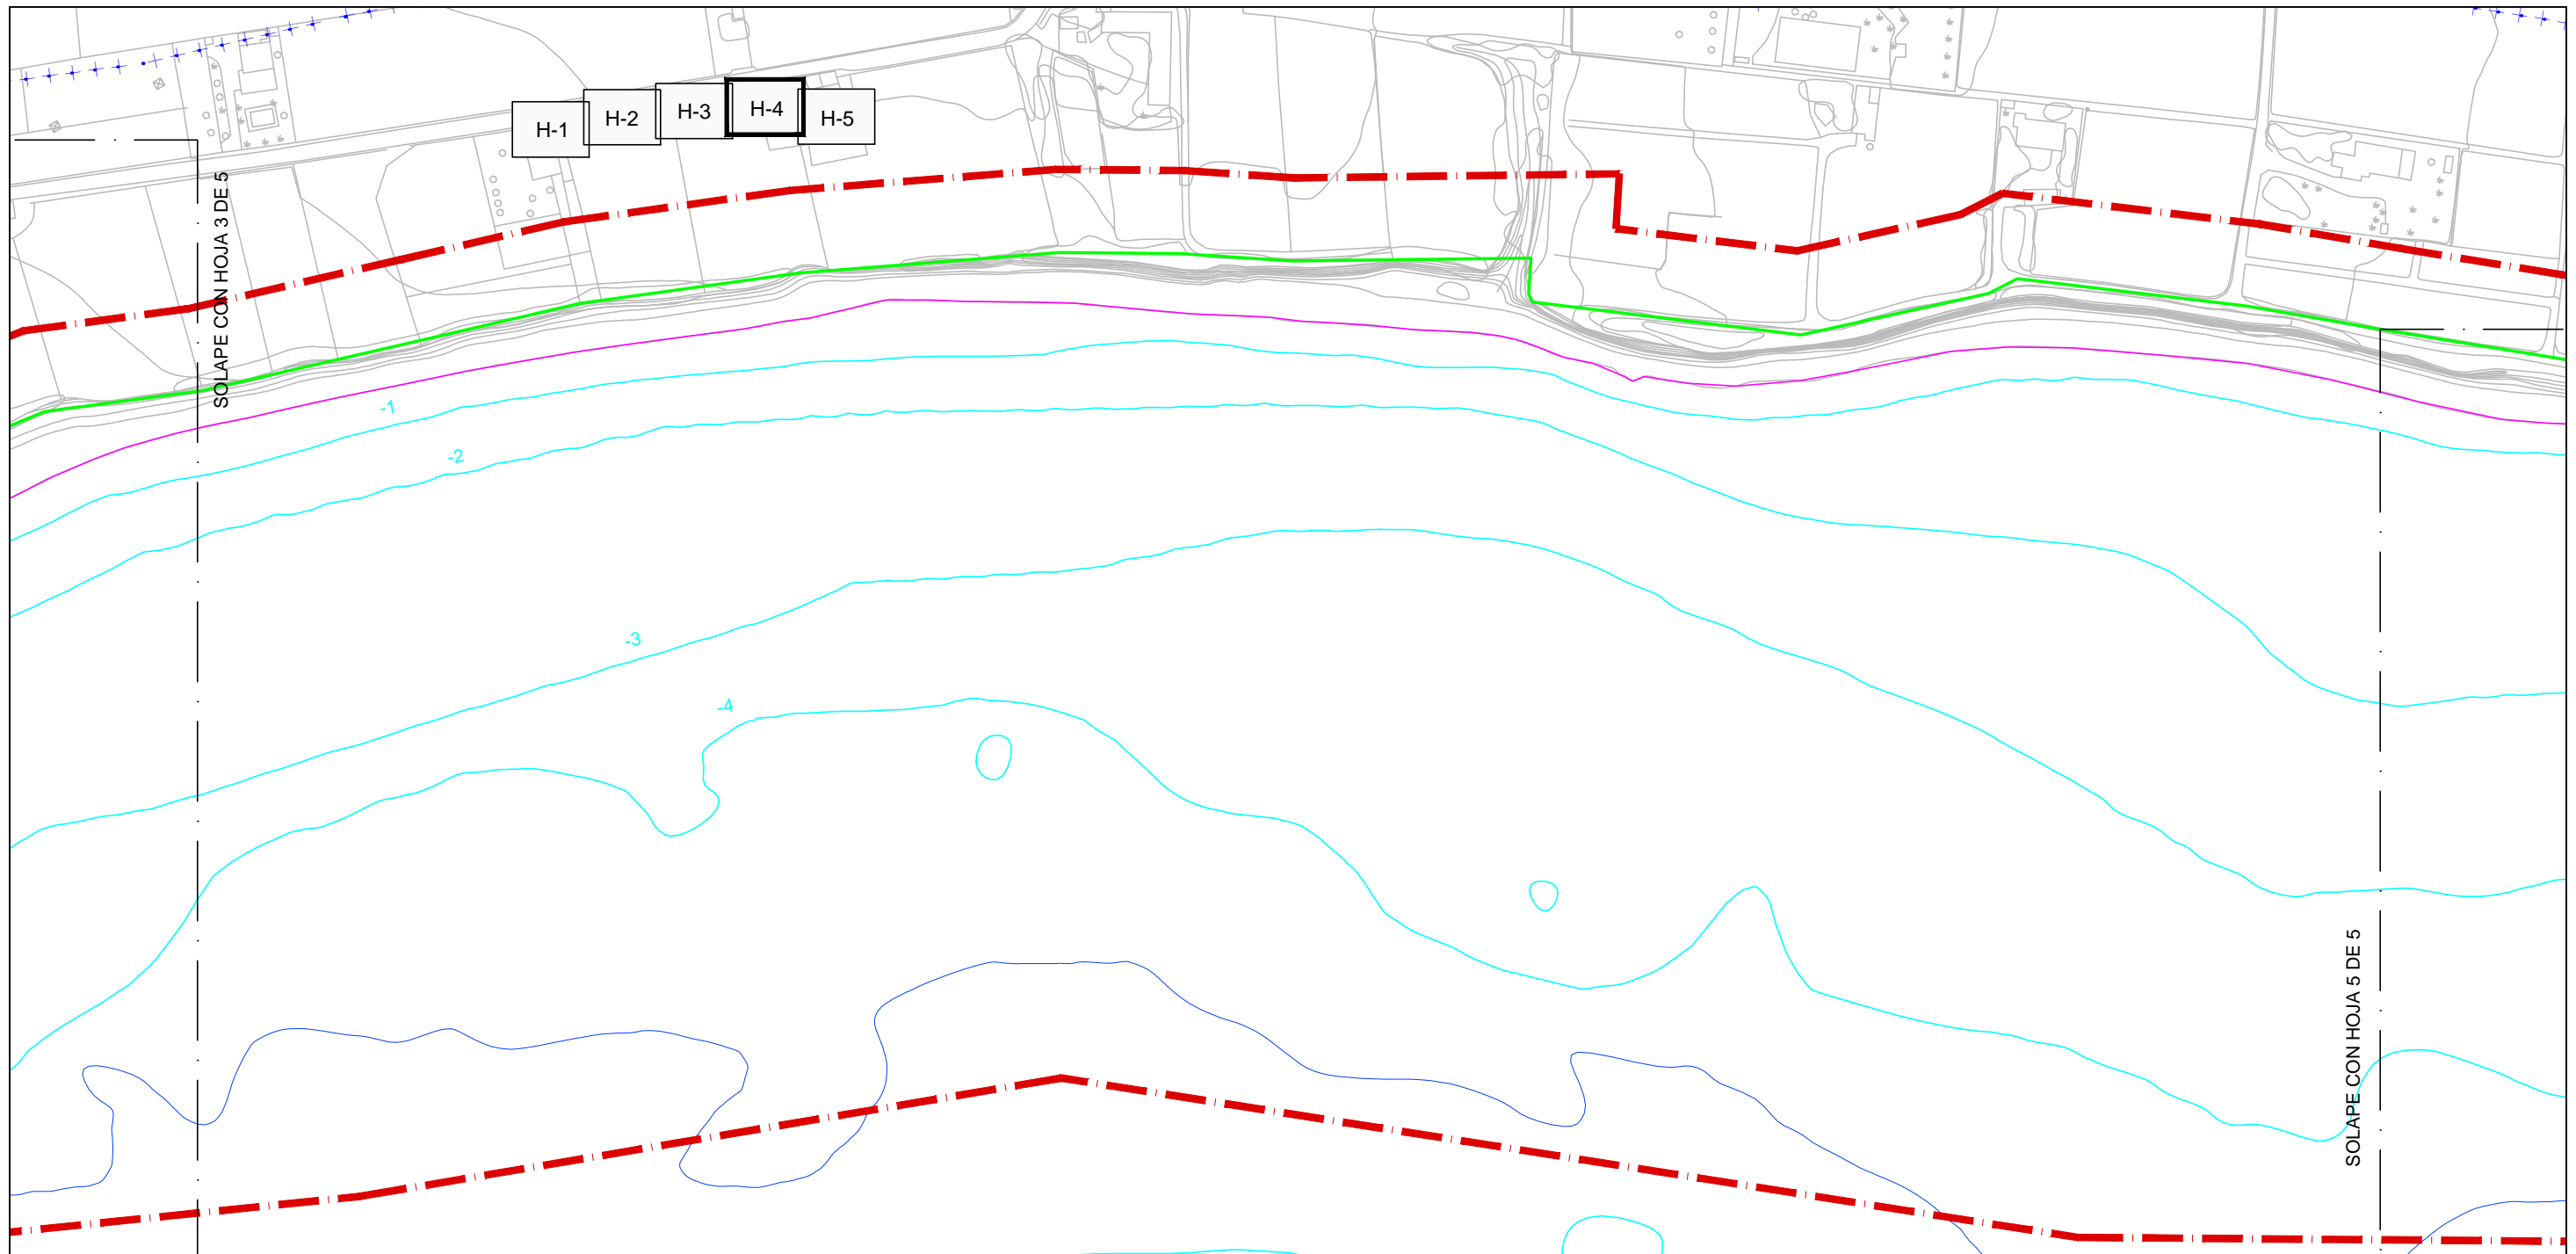 H-1
H-2
H-3
H-4
H-5
SOLAPE CON HOJA 3 DE 5
-1
-2
-3
-4
SOLAPE CON HOJA 5 DE 5